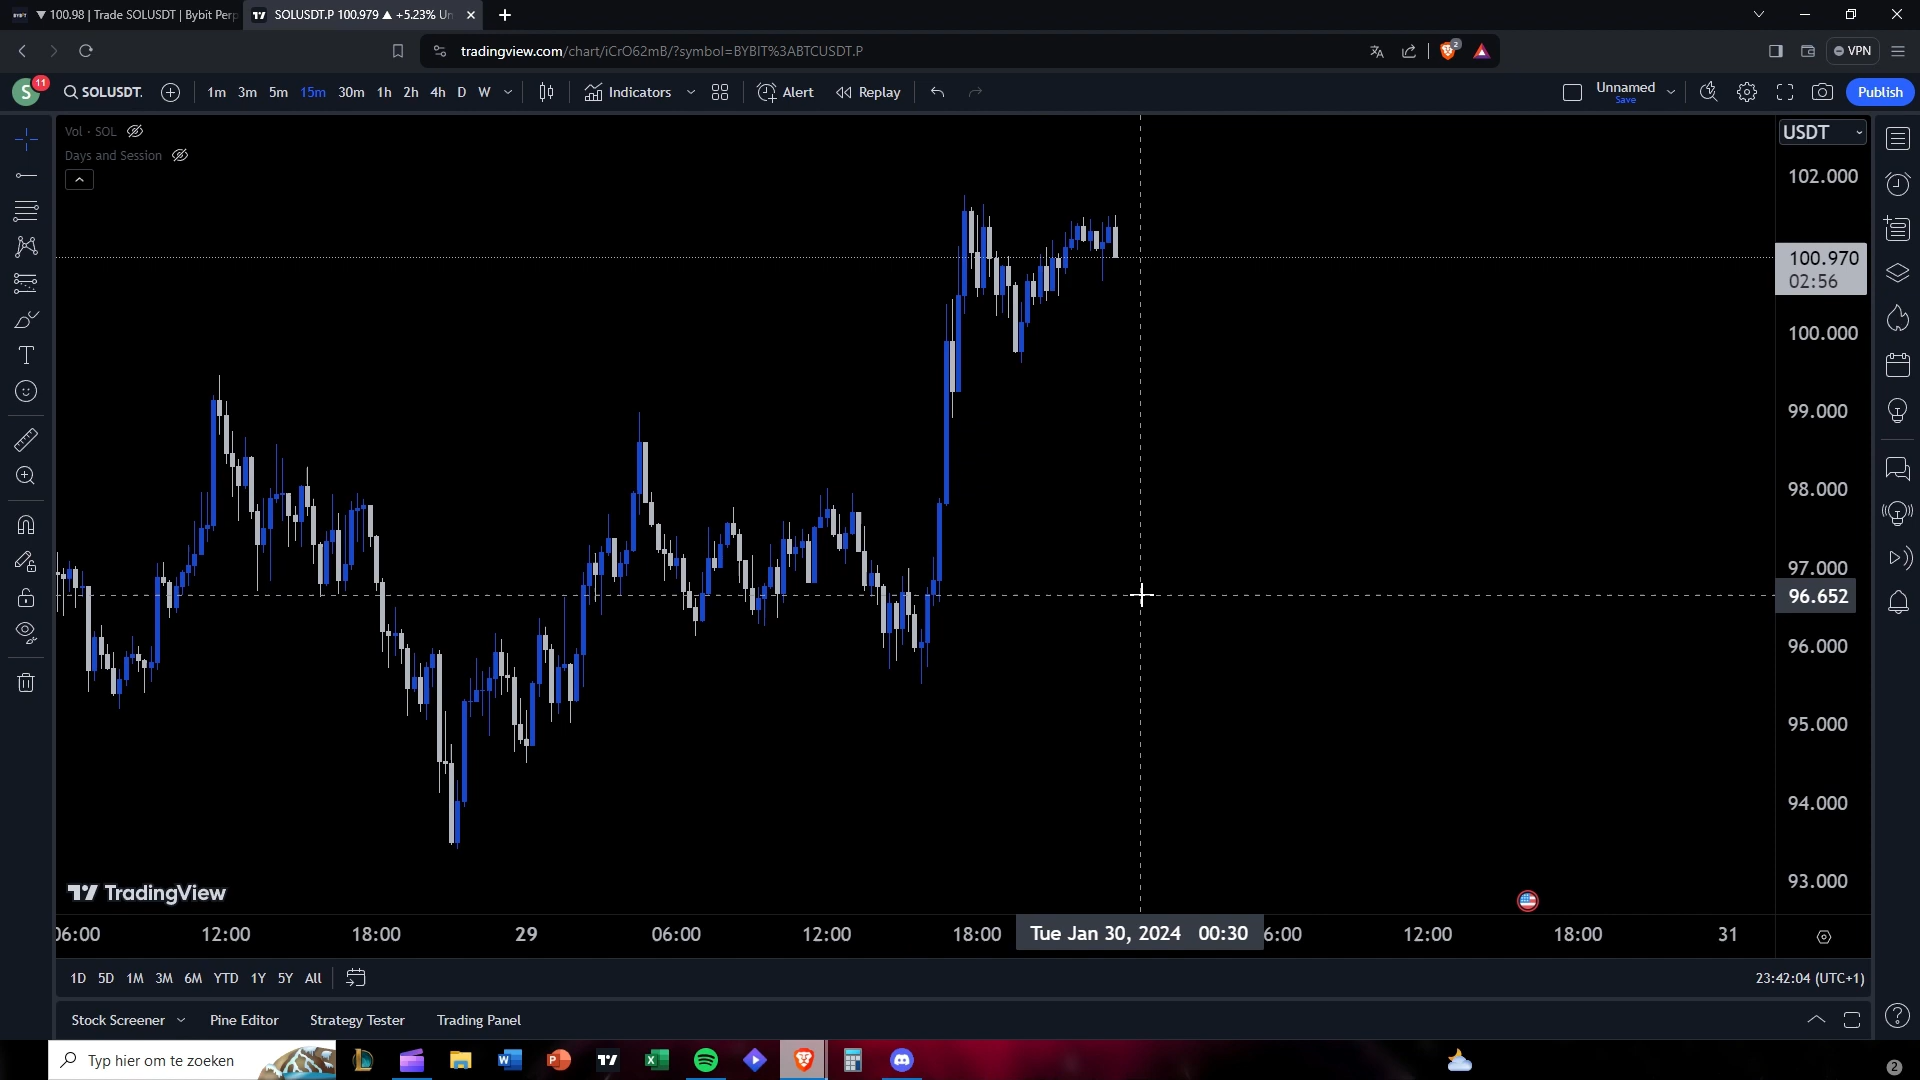 ▼ 100.98 | Trade SOLUSDT | Bybit Perp
SOLUSDT.P 100.979 ▲ +5.23% Un
tradingview.com/chart/iCrO62mB/?symbol=BYBIT%3ABTCUSDT.P
2
VPN
S
11
SOLUSDT.
1m 3m 5m 15m 30m 1h 2h 4h D W
Indicators
Alert
Replay
Unnamed
Save
Publish
Vol · SOL
Days and Session
USDT
102.000
100.970
02:56
100.000
99.000
98.000
97.000
96.652
96.000
95.000
94.000
93.000
TradingView
06:00 12:00 18:00 29 06:00 12:00 18:00 Tue Jan 30, 2024 00:30 6:00 12:00 18:00 31
1D 5D 1M 3M 6M YTD 1Y 5Y All
23:42:04 (UTC+1)
Stock Screener Pine Editor Strategy Tester Trading Panel
Typ hier om te zoeken
2